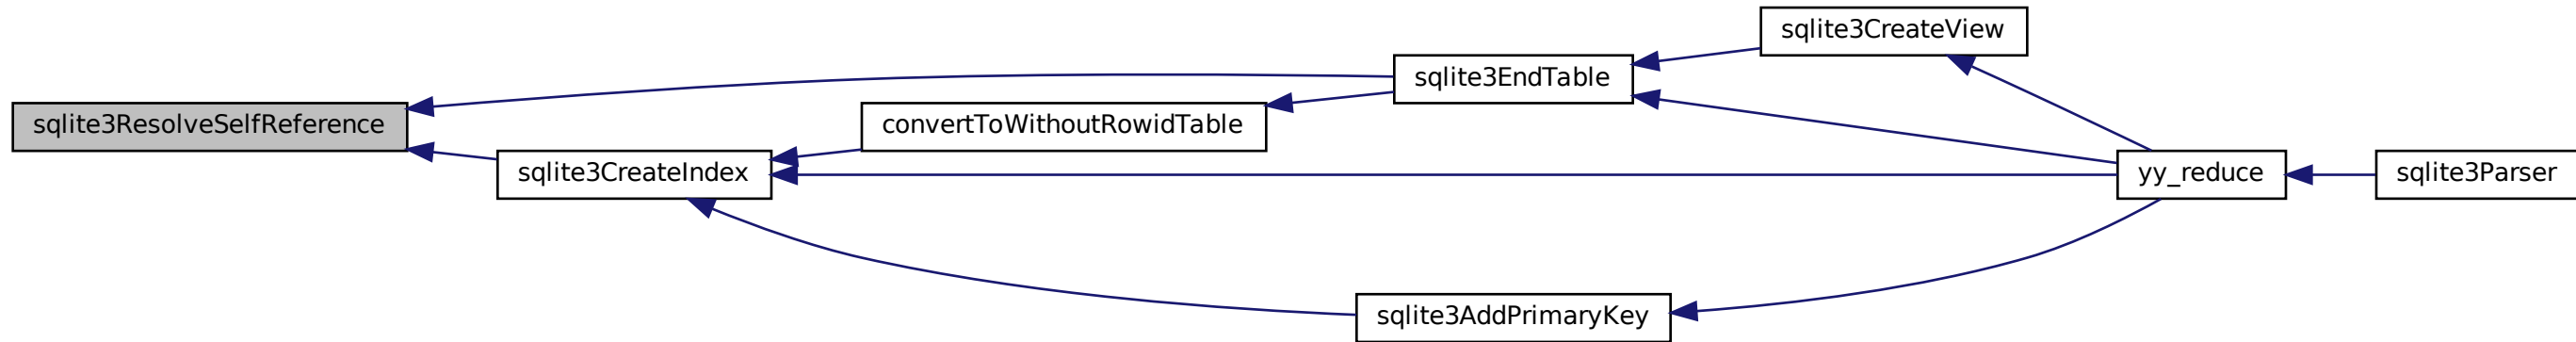 sqlite3CreateView
sqlite3EndTable
sqlite3ResolveSelfReference
convertToWithoutRowidTable
sqlite3CreateIndex
yy_reduce
sqlite3Parser
sqlite3AddPrimaryKey